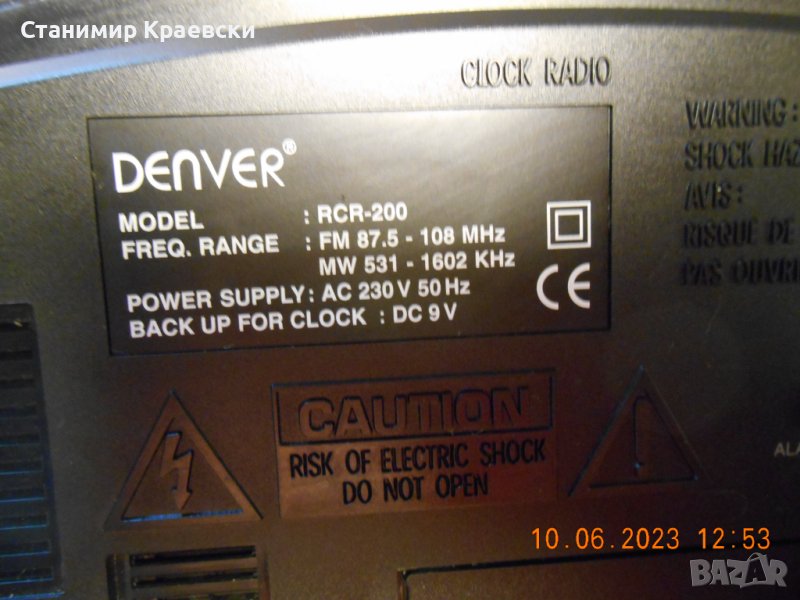 Станимир Краевски
CLOCK RADIO
DENVER®
MODEL : RCR-200
FREQ. RANGE : FM 87.5 - 108 MHz
MW 531 - 1602 KHz
POWER SUPPLY : AC 230 V 50 Hz
BACK UP FOR CLOCK : DC 9 V
CE
WARNING :
SHOCK HAZ
AVIS :
RISQUE DE
PAS OUVRI
CAUTION
RISK OF ELECTRIC SHOCK
DO NOT OPEN
ALA
10.06.2023 12:53
BAZAR